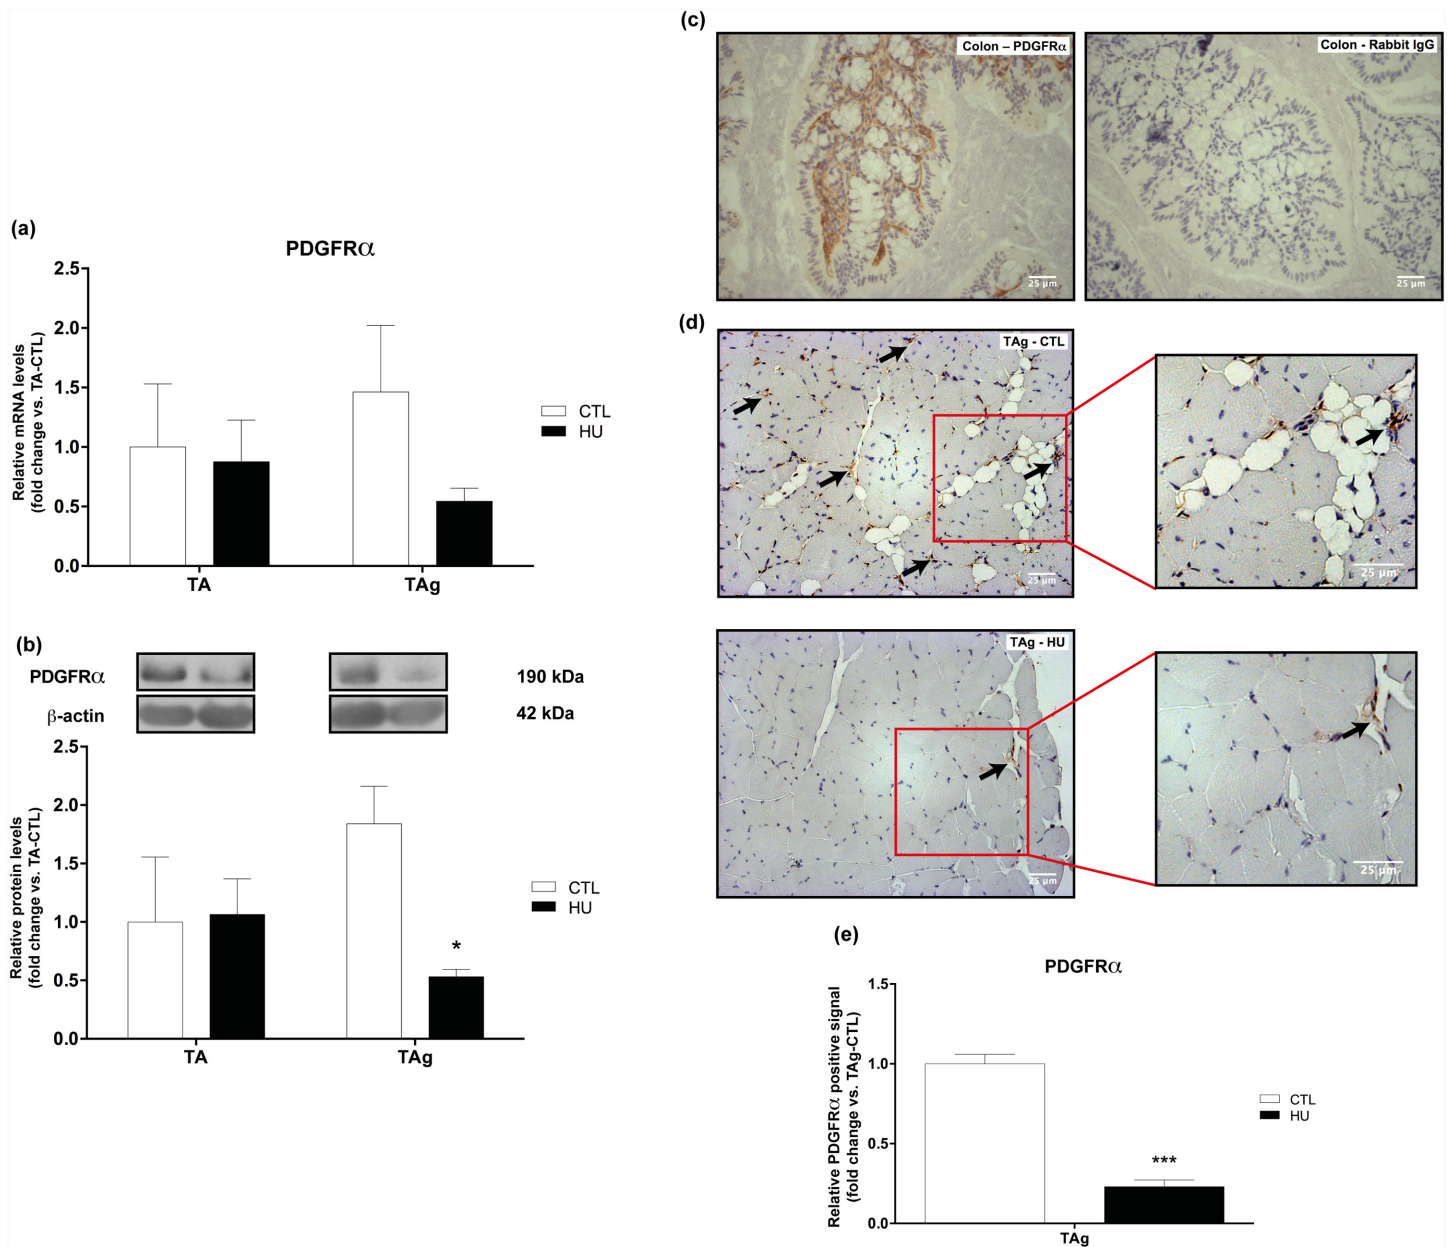 (a)
PDGFRα
Relative mRNA levels
(fold change vs. TA-CTL)
2.5
2.0
1.5
1.0
0.5
0.0
TA
TAg
CTL
HU
(b)
PDGFRα
190 kDa
β-actin
42 kDa
Relative protein levels
(fold change vs. TA-CTL)
2.5
2.0
1.5
1.0
0.5
0.0
*
TA
TAg
CTL
HU
(c)
Colon – PDGFRα
25 µm
Colon - Rabbit IgG
25 µm
(d)
TAg - CTL
25 µm
25 µm
TAg - HU
25 µm
25 µm
(e)
PDGFRα
Relative PDGFRα positive signal
(fold change vs. TAg-CTL)
1.5
1.0
0.5
0.0
***
TAg
CTL
HU